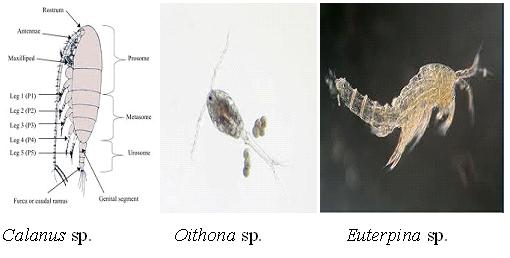 Rostrum
Antennae
Maxilliped
Prosome
Leg 1 (P1)
Leg 2 (P2)
Metasome
Leg 3 (P3)
Leg 4 (P4)
Leg 5 (P5)
Urosome
Furca or caudal ramus
Genital segment
Calanus sp.
Oithona sp.
Euterpina sp.